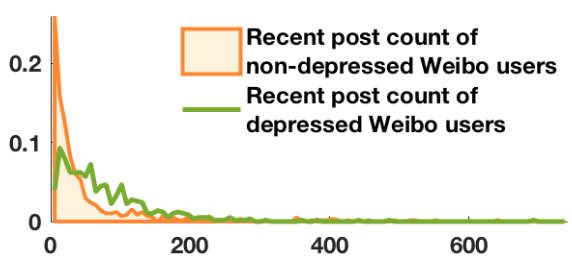 Recent post count of
non-depressed Weibo users
Recent post count of
depressed Weibo users
0.2
0.1
0
0
200
400
600